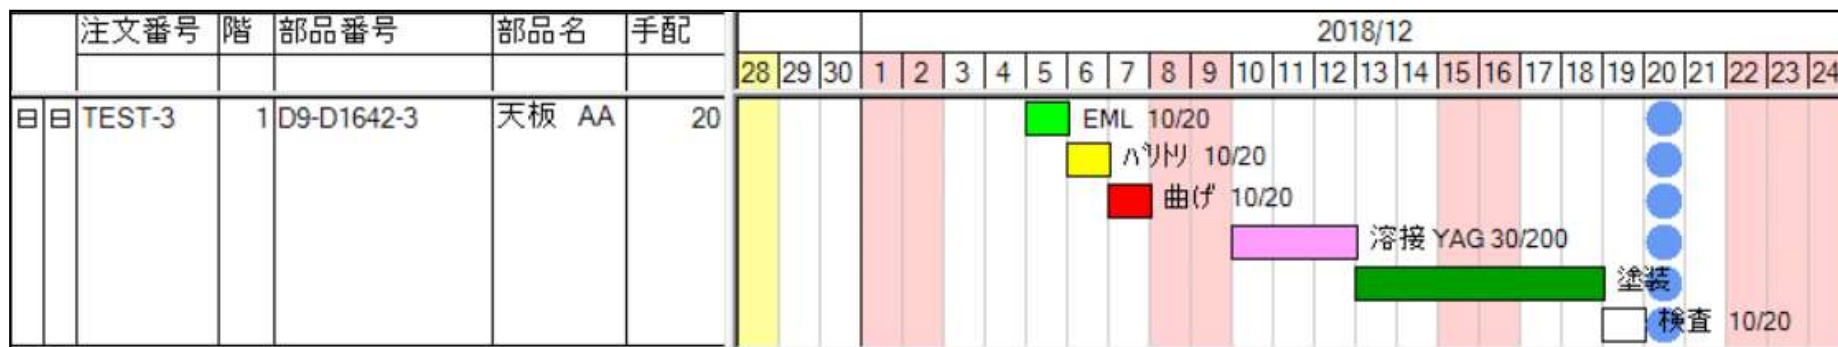 注文番号 階 部品番号 部品名 手配 2018/12
28 29 30 1 2 3 4 5 6 7 8 9 10 11 12 13 14 15 16 17 18 19 20 21 22 23 24
TEST-3 1 D9-D1642-3 天板 AA 20 EML 10/20
ﾊﾞﾘﾄﾘ 10/20
曲げ 10/20
溶接 YAG 30/200
塗装
検査 10/20